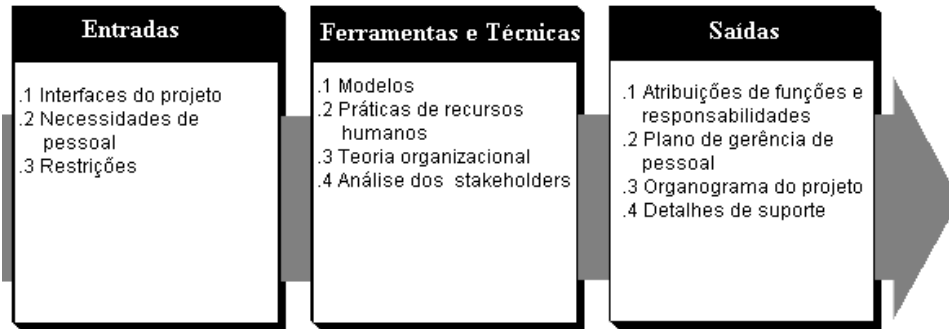 Entradas
.1 Interfaces do projeto
.2 Necessidades de
pessoal
.3 Restrições
Ferramentas e Técnicas
.1 Modelos
.2 Práticas de recursos
humanos
.3 Teoria organizacional
.4 Análise dos stakeholders
Saídas
.1 Atribuições de funções e
responsabilidades
.2 Plano de gerência de
pessoal
.3 Organograma do projeto
.4 Detalhes de suporte